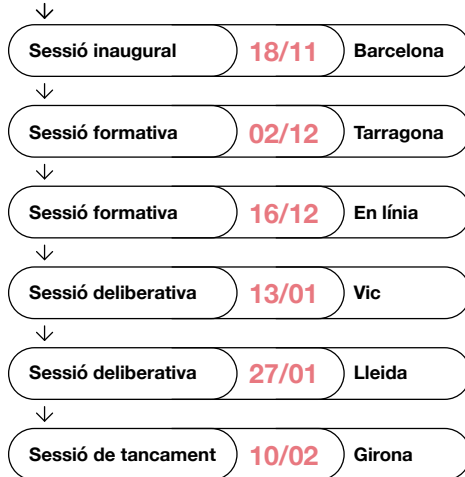 Sessió inaugural 18/11 Barcelona
Sessió formativa 02/12 Tarragona
Sessió formativa 16/12 En línia
Sessió deliberativa 13/01 Vic
Sessió deliberativa 27/01 Lleida
Sessió de tancament 10/02 Girona